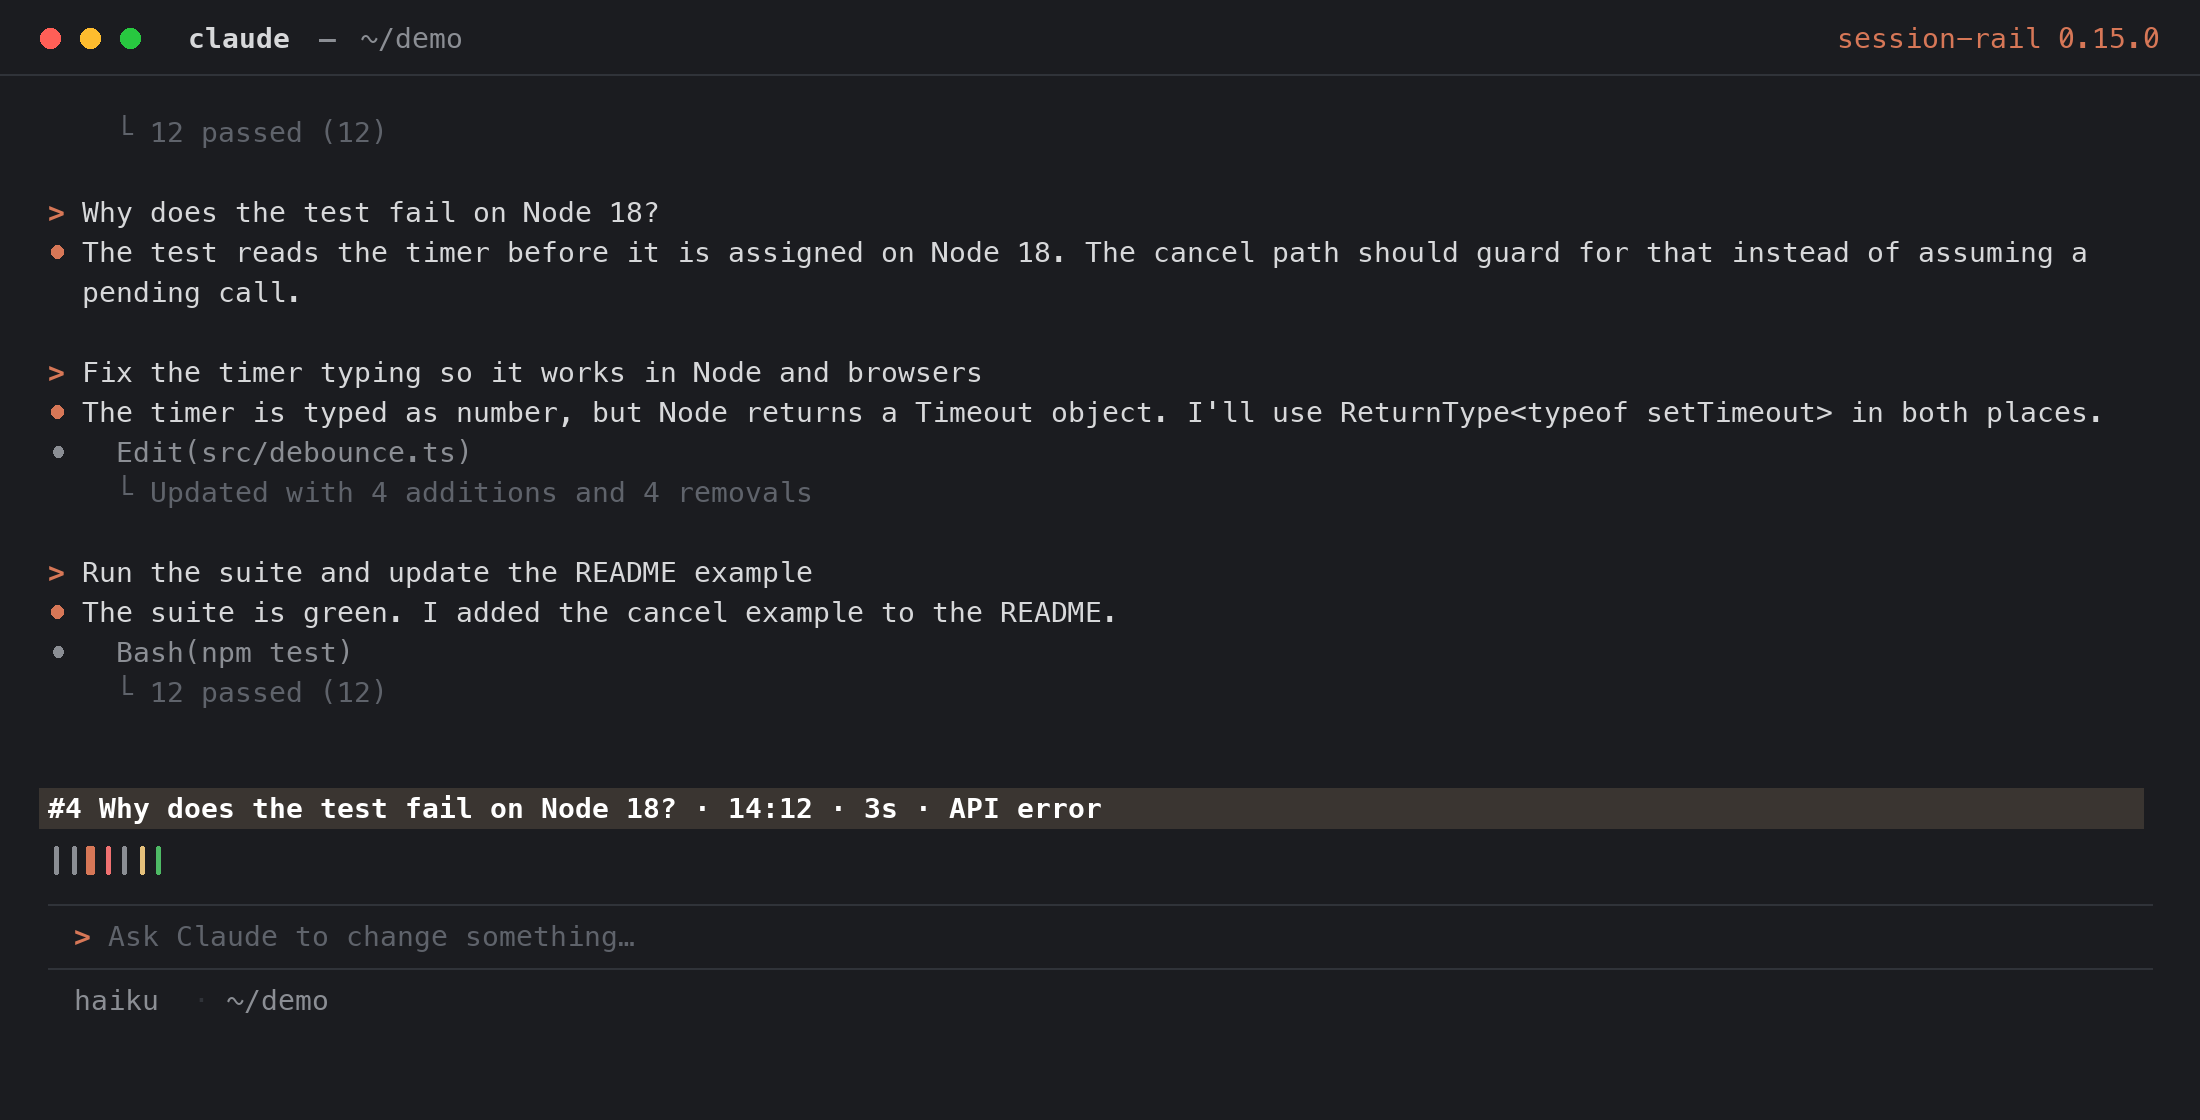 claude — ~/demo
session-rail 0.15.0
└ 12 passed (12)
> Why does the test fail on Node 18?
● The test reads the timer before it is assigned on Node 18. The cancel path should guard for that instead of assuming a
pending call.
> Fix the timer typing so it works in Node and browsers
● The timer is typed as number, but Node returns a Timeout object. I'll use ReturnType<typeof setTimeout> in both places.
● Edit(src/debounce.ts)
└ Updated with 4 additions and 4 removals
> Run the suite and update the README example
● The suite is green. I added the cancel example to the README.
● Bash(npm test)
└ 12 passed (12)
#4 Why does the test fail on Node 18? · 14:12 · 3s · API error
> Ask Claude to change something…
haiku · ~/demo